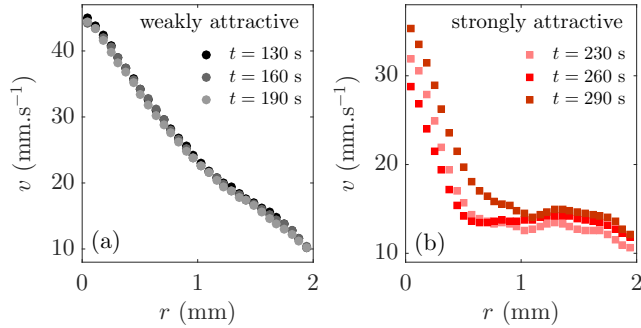 weakly attractive
t = 130 s
t = 160 s
t = 190 s
40
30
20
10
v (mm.s⁻¹)
(a)
0
1
2
r (mm)
strongly attractive
t = 230 s
t = 260 s
t = 290 s
30
20
10
v (mm.s⁻¹)
(b)
0
1
2
r (mm)